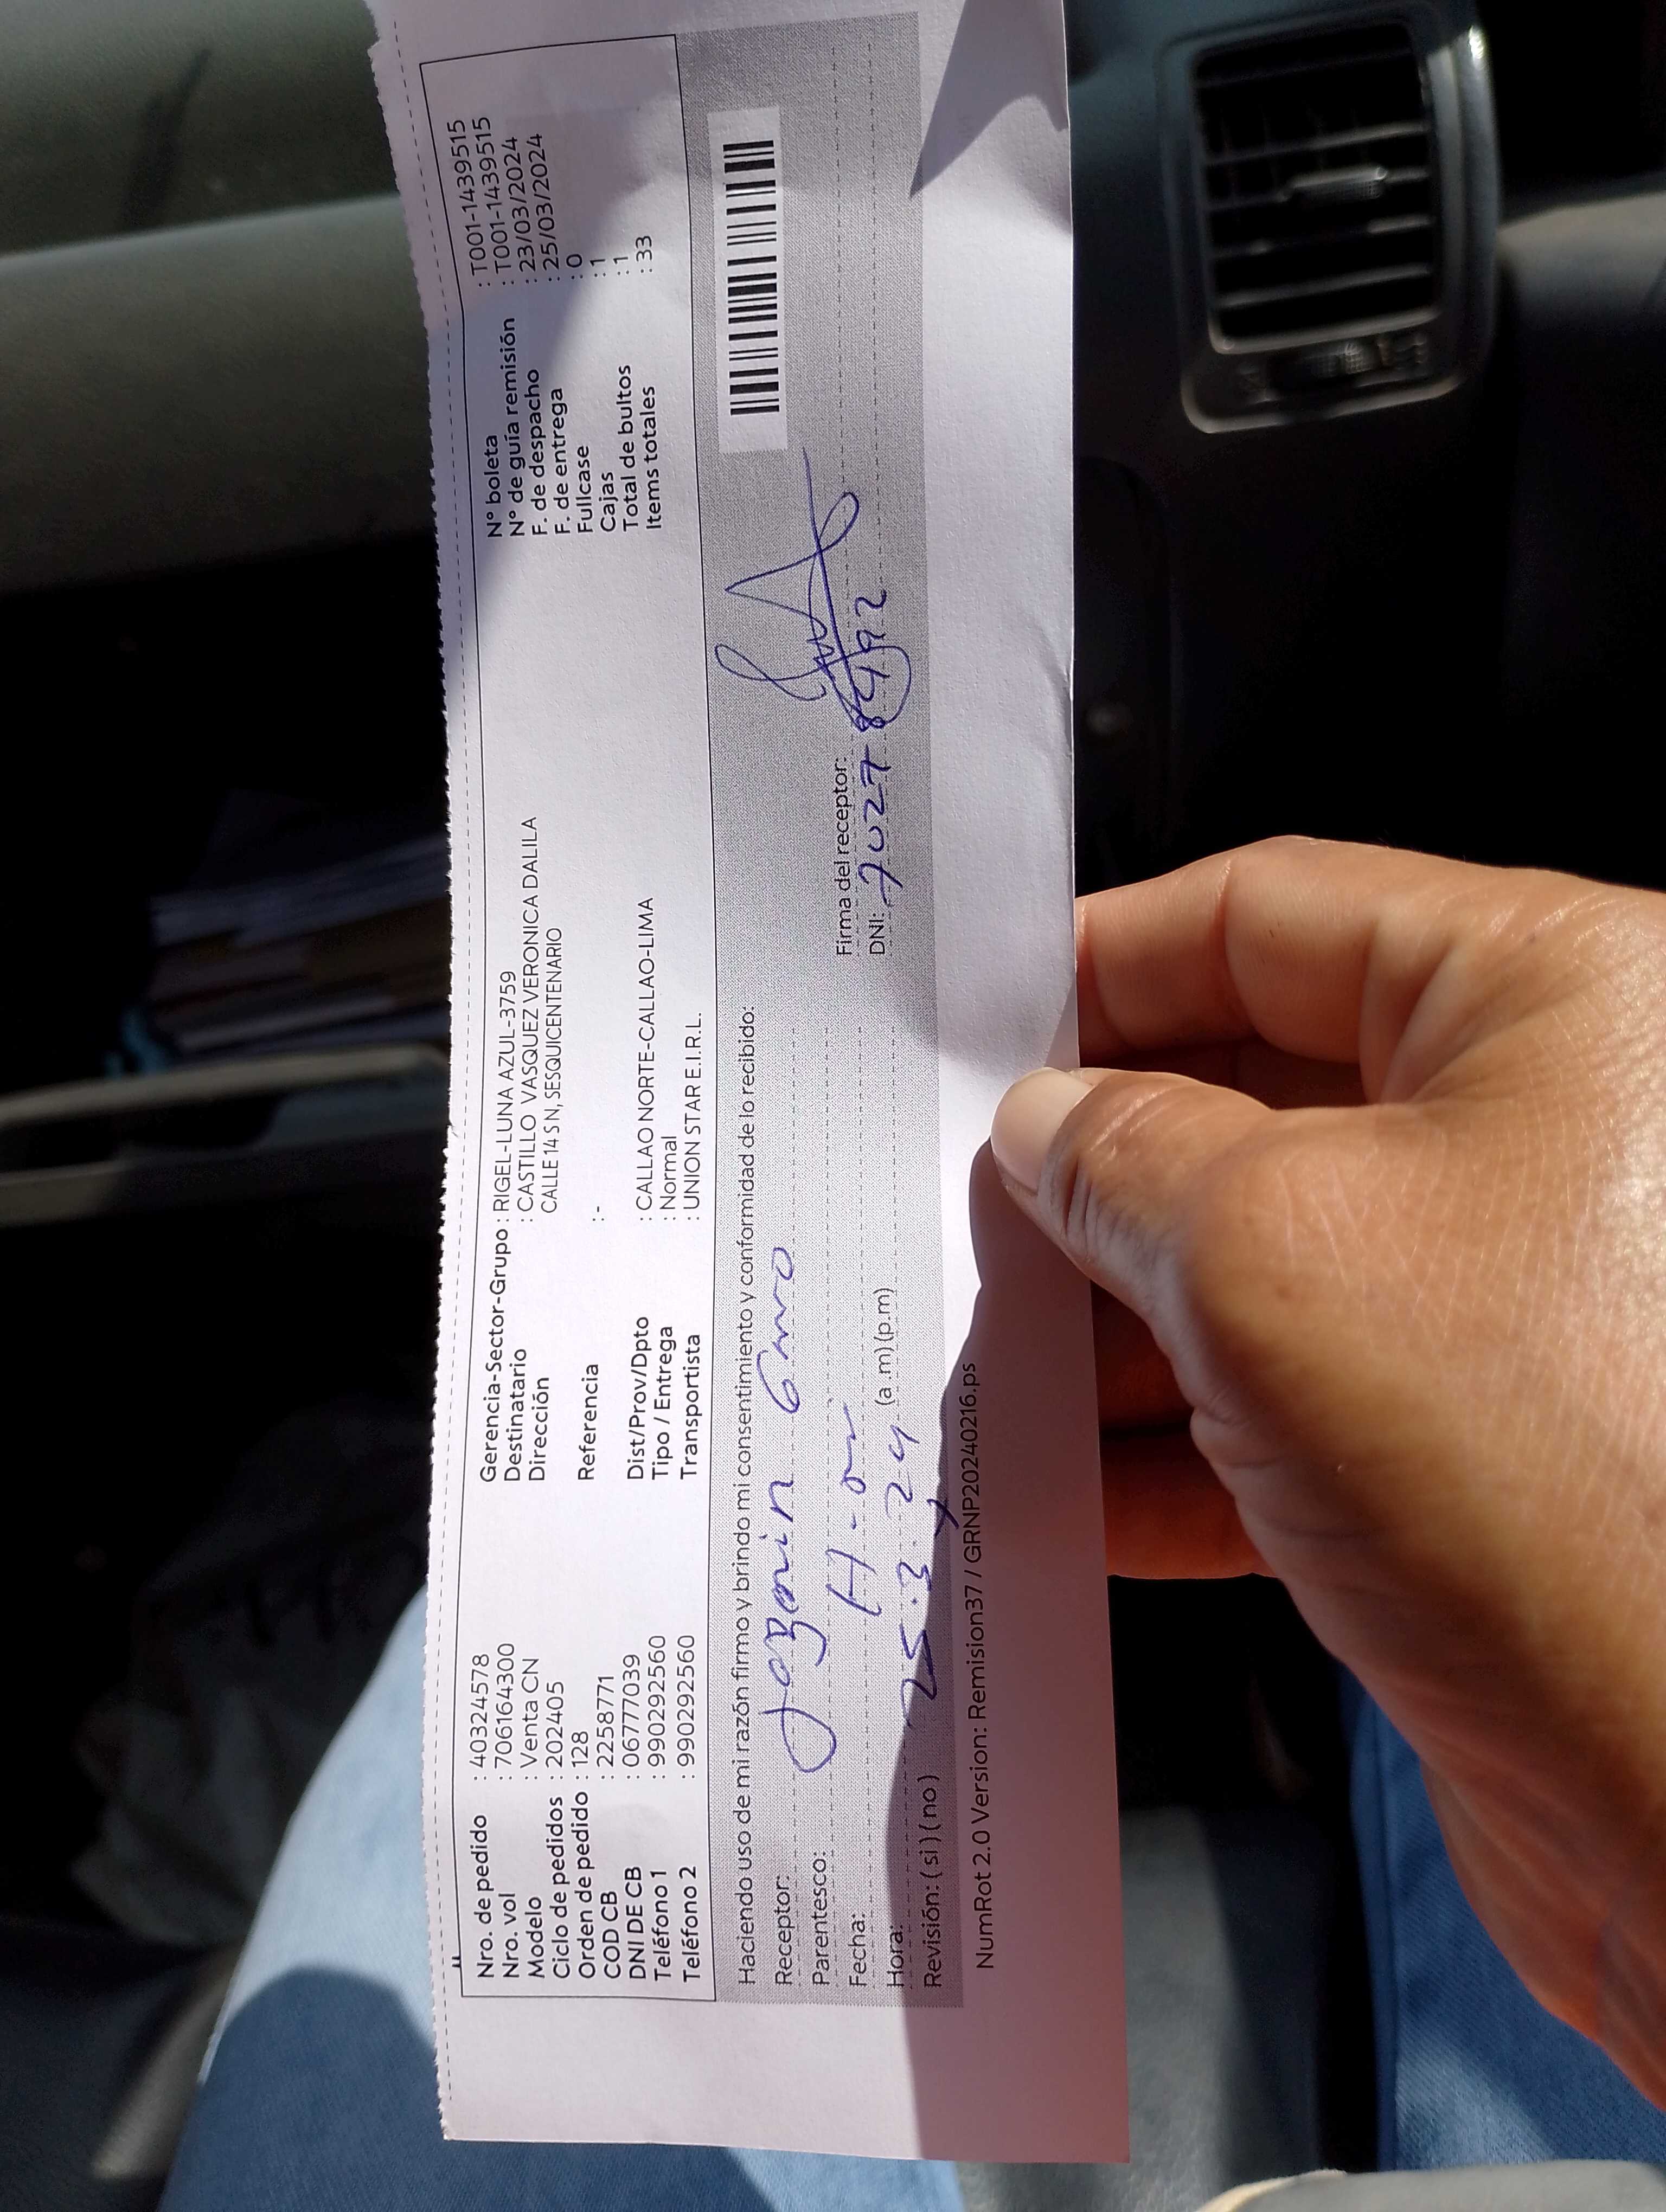 Nro. de pedido : 40324578
Nro. vol : 706164300
Modelo : Venta CN
Ciclo de pedidos : 202405
Orden de pedido : 128
COD CB : 2258771
DNI DE CB : 06777039
Teléfono 1 : 990292560
Teléfono 2 : 990292560
Gerencia-Sector-Grupo : RIGEL-LUNA AZUL-3759
Destinatario : CASTILLO VASQUEZ VERONICA DALILA
Dirección CALLE 14 S N, SESQUICENTENARIO
Referencia : -
Dist/Prov/Dpto : CALLAO NORTE-CALLAO-LIMA
Tipo / Entrega : Normal
Transportista : UNION STAR E.I.R.L.
N° boleta : T001-1439515
N° de guía remisión : T001-1439515
F. de despacho : 23/03/2024
F. de entrega : 25/03/2024
Fullcase : 0
Cajas : 1
Total de bultos : 1
Items totales : 33
Haciendo uso de mi razón firmo y brindo mi consentimiento y conformidad de lo recibido:
Receptor:
Parentesco:
Fecha: 25.3.24
Hora: (a.m) (p.m)
Revisión: ( si ) ( no )
Firma del receptor:
DNI: 70278492
NumRot 2.0 Version: Remision37 / GRNP20240216.ps